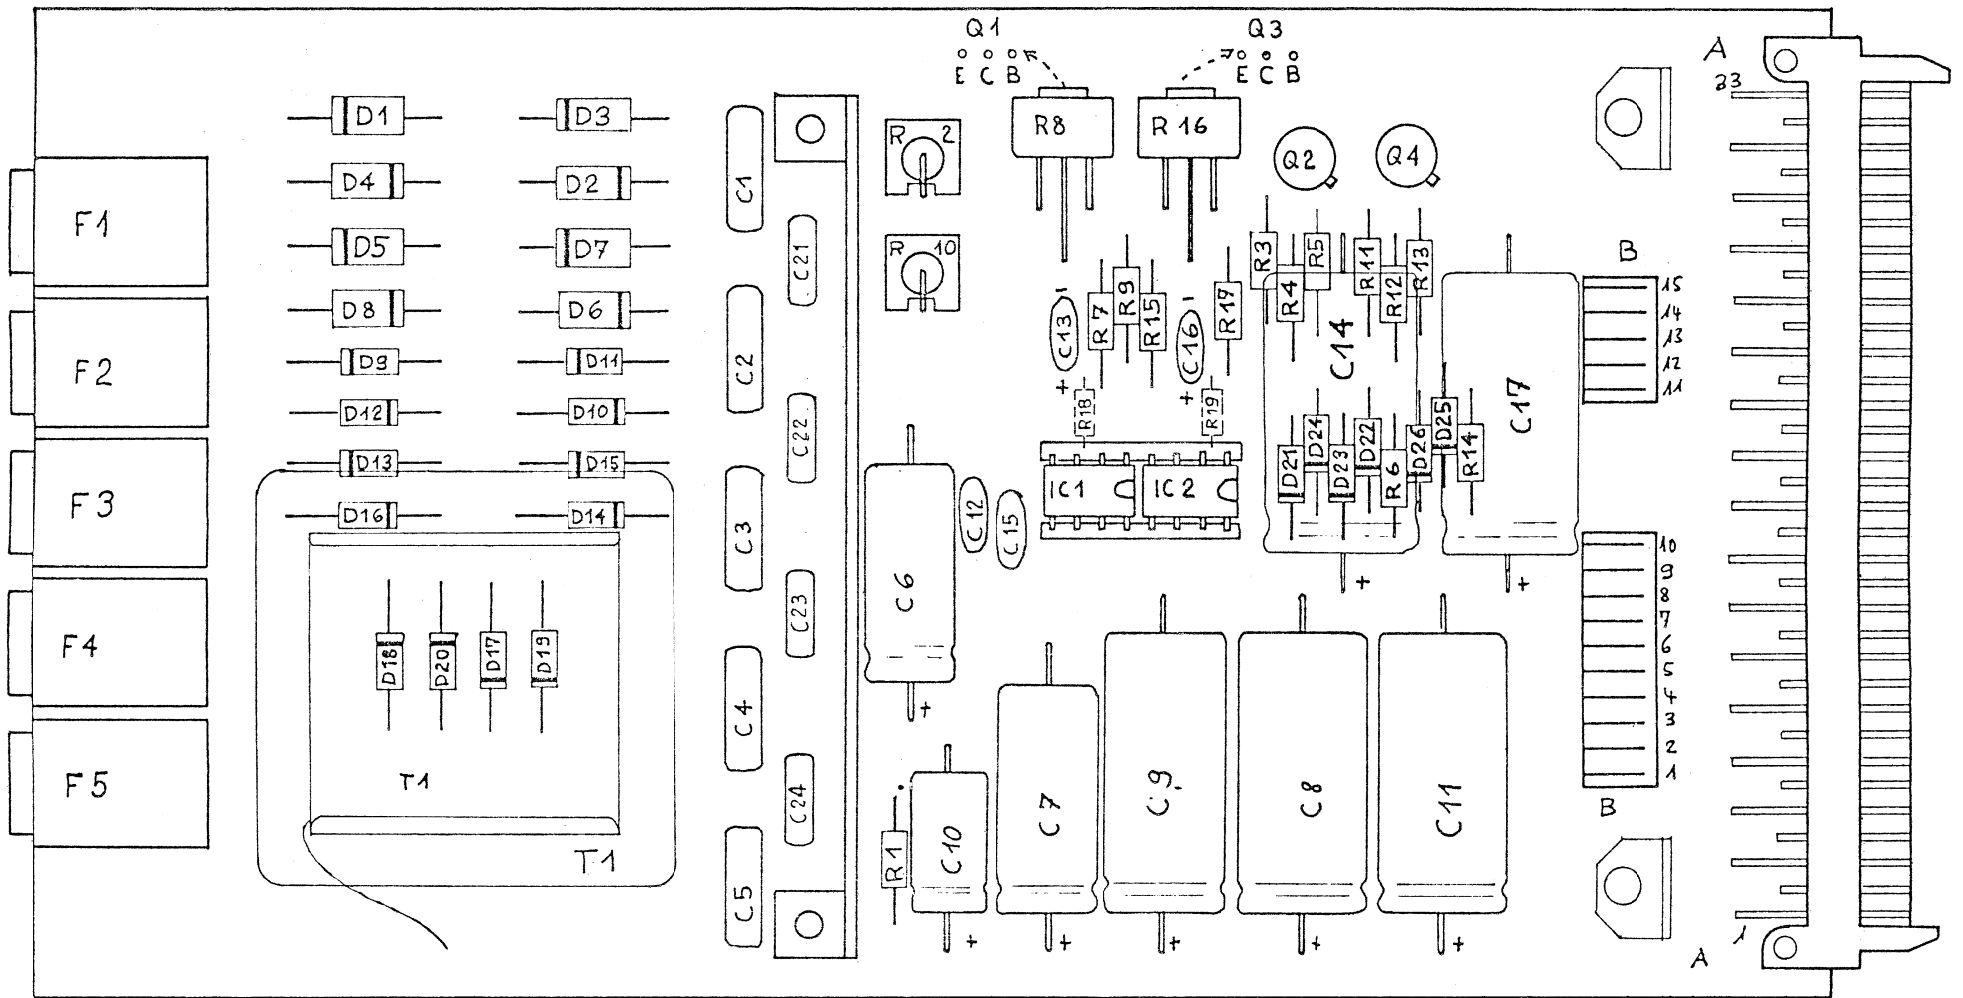 Q1
E C B
Q3
E C B
A
33
D1
D3
R8
R 16
R 2
Q2
Q4
D4
D2
C1
F1
D5
D7
C21
R 10
R3
R5
R11
R13
B
D8
D6
R4
R12
15
14
13
12
11
C13
-
+
R7
R9
R15
C16
-
+
R17
C14
F2
D9
D11
C2
D12
D10
R18
R19
C22
C17
D24
D22
D25
D13
D15
D21
D23
R6
D26
R14
F3
D16
D14
C3
IC1
IC2
C12
C15
10
9
8
7
6
5
4
3
2
1
B
C6
+
+
+
C23
F4
D18
D20
D17
D19
C4
F5
T1
T1
C24
C5
R1
C10
+
C7
+
C9.
+
C8
+
C11
+
1
A